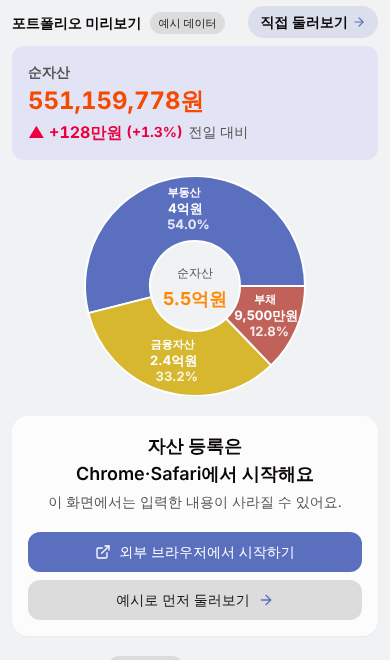 포트폴리오 미리보기 예시 데이터 직접 둘러보기 →
순자산
551,159,778원
▲ +128만원 (+1.3%) 전일 대비
부동산
4억원
54.0%
순자산
5.5억원
부채
9,500만원
12.8%
금융자산
2.4억원
33.2%
자산 등록은
Chrome·Safari에서 시작해요
이 화면에서는 입력한 내용이 사라질 수 있어요.
외부 브라우저에서 시작하기
예시로 먼저 둘러보기 →